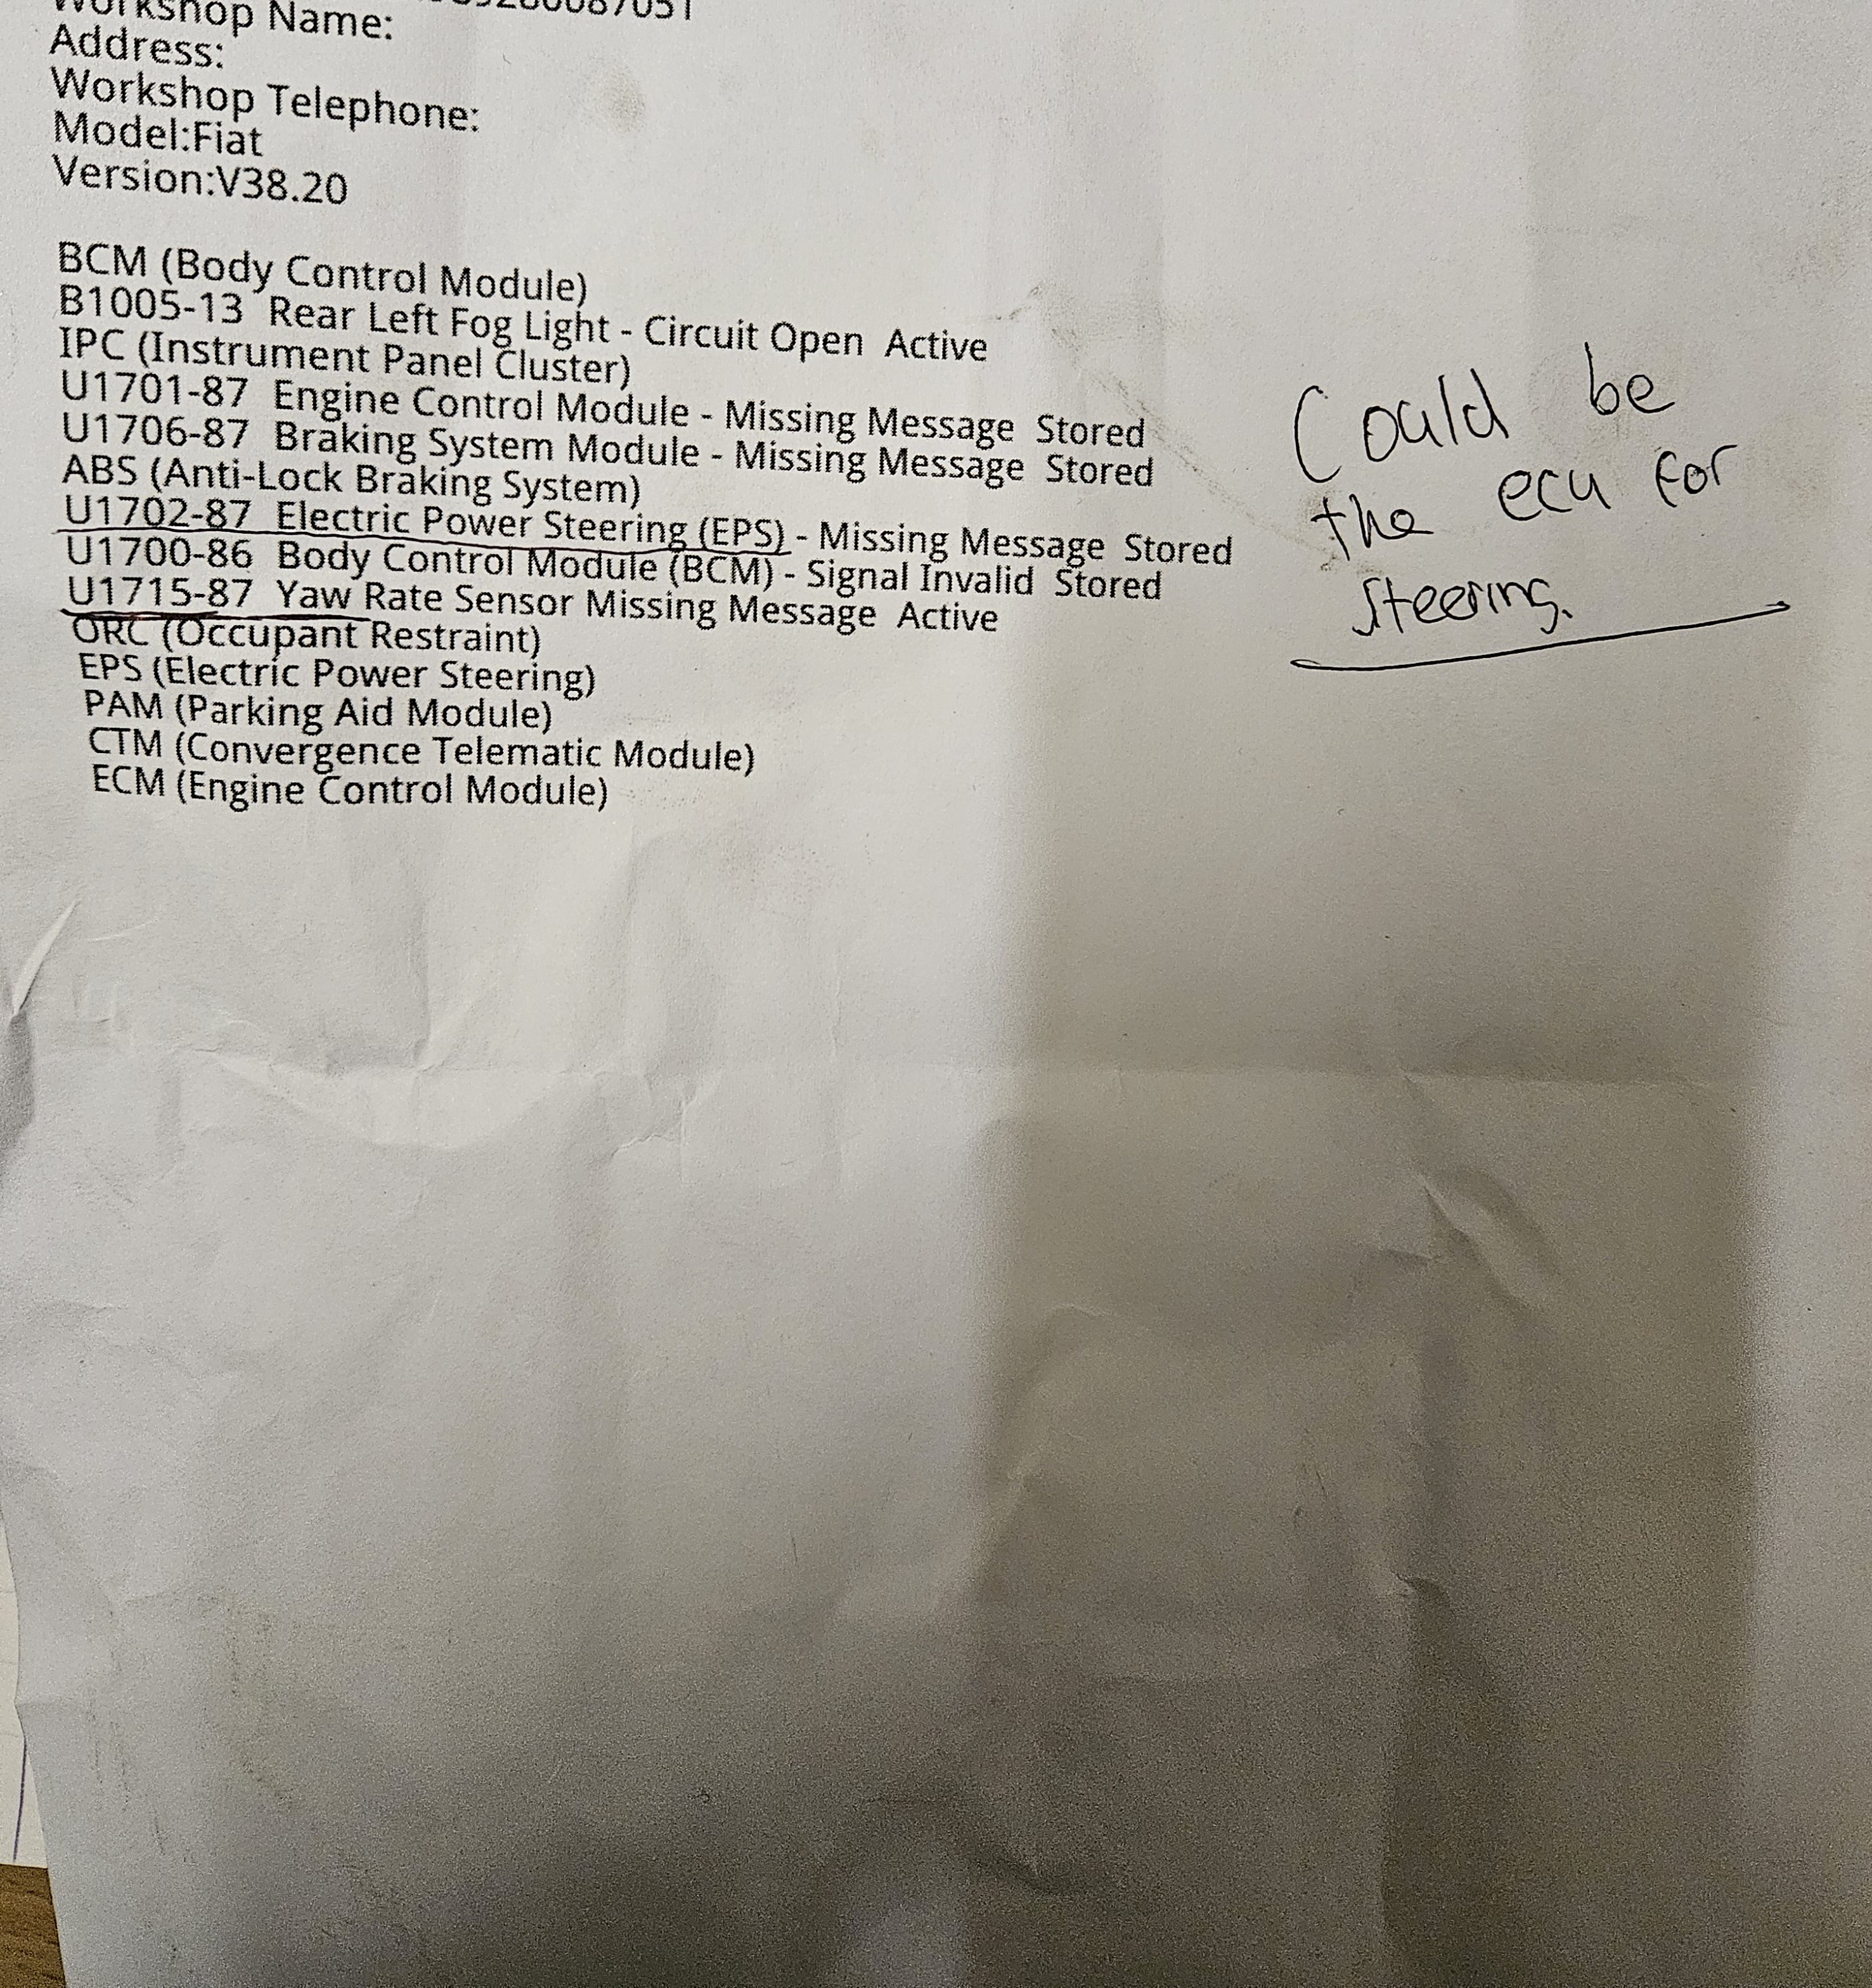 Workshop Name:
Address:
Workshop Telephone:
Model:Fiat
Version:V38.20
BCM (Body Control Module)
B1005-13 Rear Left Fog Light - Circuit Open Active
IPC (Instrument Panel Cluster)
U1701-87 Engine Control Module - Missing Message Stored
U1706-87 Braking System Module - Missing Message Stored
ABS (Anti-Lock Braking System)
U1702-87 Electric Power Steering (EPS) - Missing Message Stored
U1700-86 Body Control Module (BCM) - Signal Invalid Stored
U1715-87 Yaw Rate Sensor Missing Message Active
ORC (Occupant Restraint)
EPS (Electric Power Steering)
PAM (Parking Aid Module)
CTM (Convergence Telematic Module)
ECM (Engine Control Module)
Could be
the ecu for
steering.